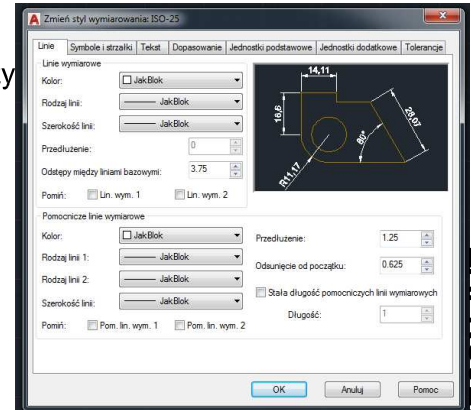 Zmień styl wymiarowania: ISO-25
Linie Symbole i strzałki Tekst Dopasowanie Jednostki podstawowe Jednostki dodatkowe Tolerancje
Linie wymiarowe
Kolor: JakBlok
Rodzaj linii: JakBlok
Szerokość linii: JakBlok
Przedłużenie: 0
Odstępy między liniami bazowymi: 3.75
Pomiń: Lin. wym. 1 Lin. wym. 2
14,11
16,6
28,07
80°
R11,17
Pomocnicze linie wymiarowe
Kolor: JakBlok
Rodzaj linii 1: JakBlok
Rodzaj linii 2: JakBlok
Szerokość linii: JakBlok
Pomiń: Pom. lin. wym. 1 Pom. lin. wym. 2
Przedłużenie: 1.25
Odsunięcie od początku: 0.625
Stała długość pomocniczych linii wymiarowych
Długość: 1
OK Anuluj Pomoc
zy